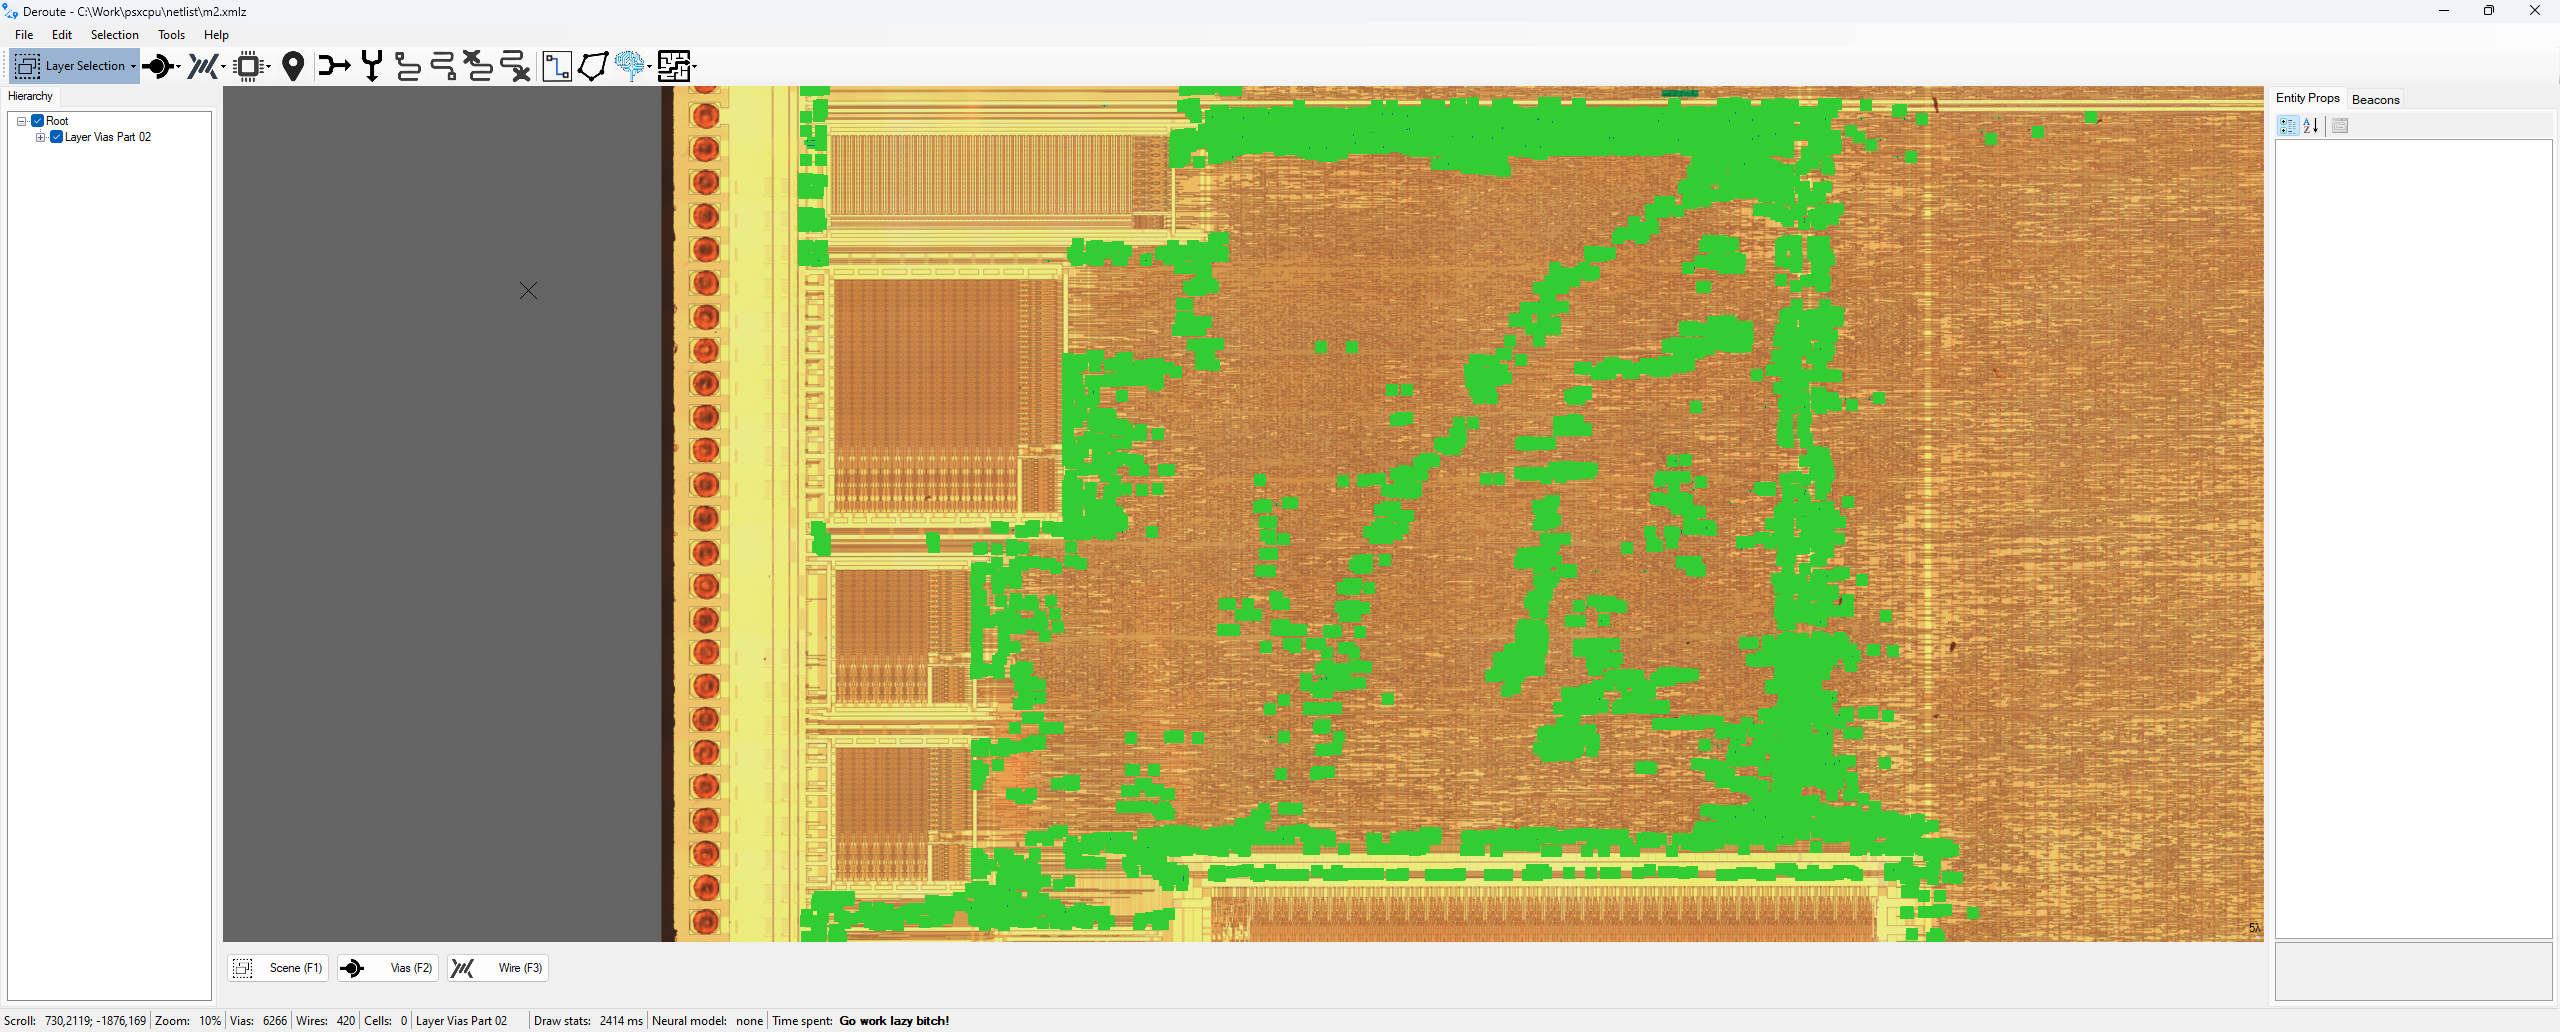 Deroute - C:\Work\psxcpu\netlist\m2.xmlz
File Edit Selection Tools Help
Layer Selection
Hierarchy
Root
Layer Vias Part 02
Entity Props Beacons
5λ
Scene (F1) Vias (F2) Wire (F3)
Scroll: 730,2119; -1876,169 Zoom: 10% Vias: 6266 Wires: 420 Cells: 0 Layer Vias Part 02 Draw stats: 2414 ms Neural model: none Time spent: Go work lazy bitch!